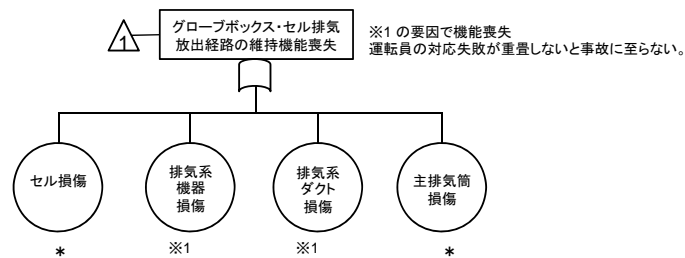 1
グローブボックス・セル排気
放出経路の維持機能喪失
※1 の要因で機能喪失
運転員の対応失敗が重畳しないと事故に至らない。
セル損傷
排気系
機器
損傷
排気系
ダクト
損傷
主排気筒
損傷
*
※1
※1
*